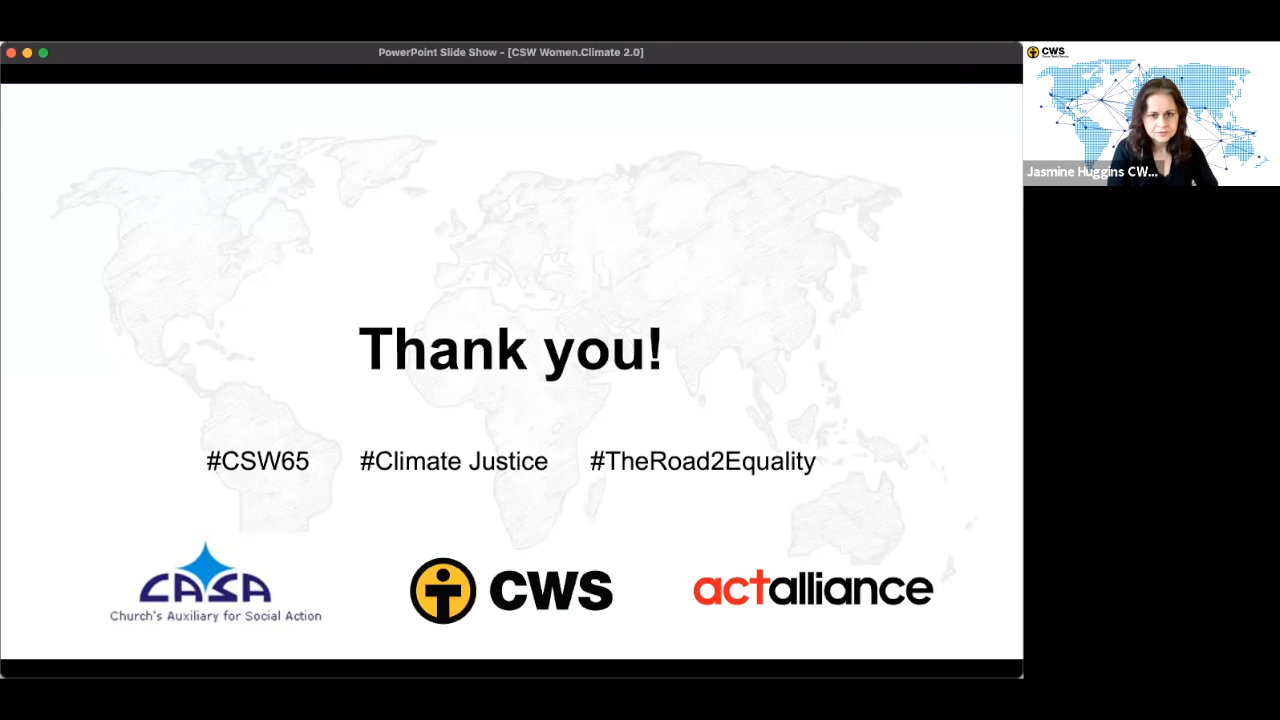 PowerPoint Slide Show - [CSW Women.Climate 2.0]
CWS
Jasmine Huggins CW...
Thank you!
#CSW65 #Climate Justice #TheRoad2Equality
CASA
Church's Auxiliary for Social Action
CWS
actalliance